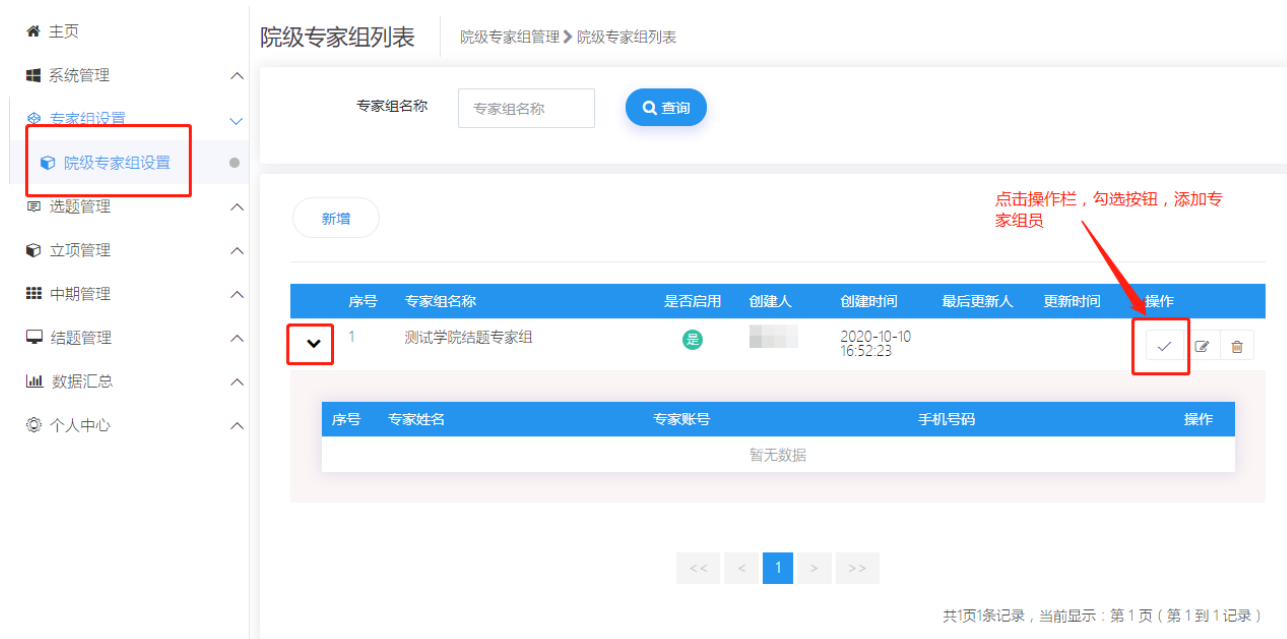 主页
系统管理
专家组设置
院级专家组设置
选题管理
立项管理
中期管理
结题管理
数据汇总
个人中心
院级专家组列表
院级专家组管理 院级专家组列表
专家组名称 专家组名称 查询
点击操作栏，勾选按钮，添加专
家组员
新增
序号 专家组名称 是否启用 创建人 创建时间 最后更新人 更新时间 操作
1 测试学院结题专家组 是 2020-10-10
16:52:23
序号 专家姓名 专家账号 手机号码 操作
暂无数据
<< < 1 > >>
共1页1条记录，当前显示：第 1 页（第 1 到 1 记录）